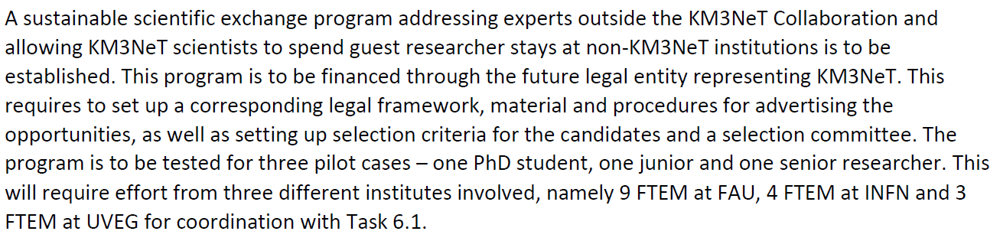 A sustainable scientific exchange program addressing experts outside the KM3NeT Collaboration and
allowing KM3NeT scientists to spend guest researcher stays at non-KM3NeT institutions is to be
established. This program is to be financed through the future legal entity representing KM3NeT. This
requires to set up a corresponding legal framework, material and procedures for advertising the
opportunities, as well as setting up selection criteria for the candidates and a selection committee. The
program is to be tested for three pilot cases – one PhD student, one junior and one senior researcher. This
will require effort from three different institutes involved, namely 9 FTEM at FAU, 4 FTEM at INFN and 3
FTEM at UVEG for coordination with Task 6.1.